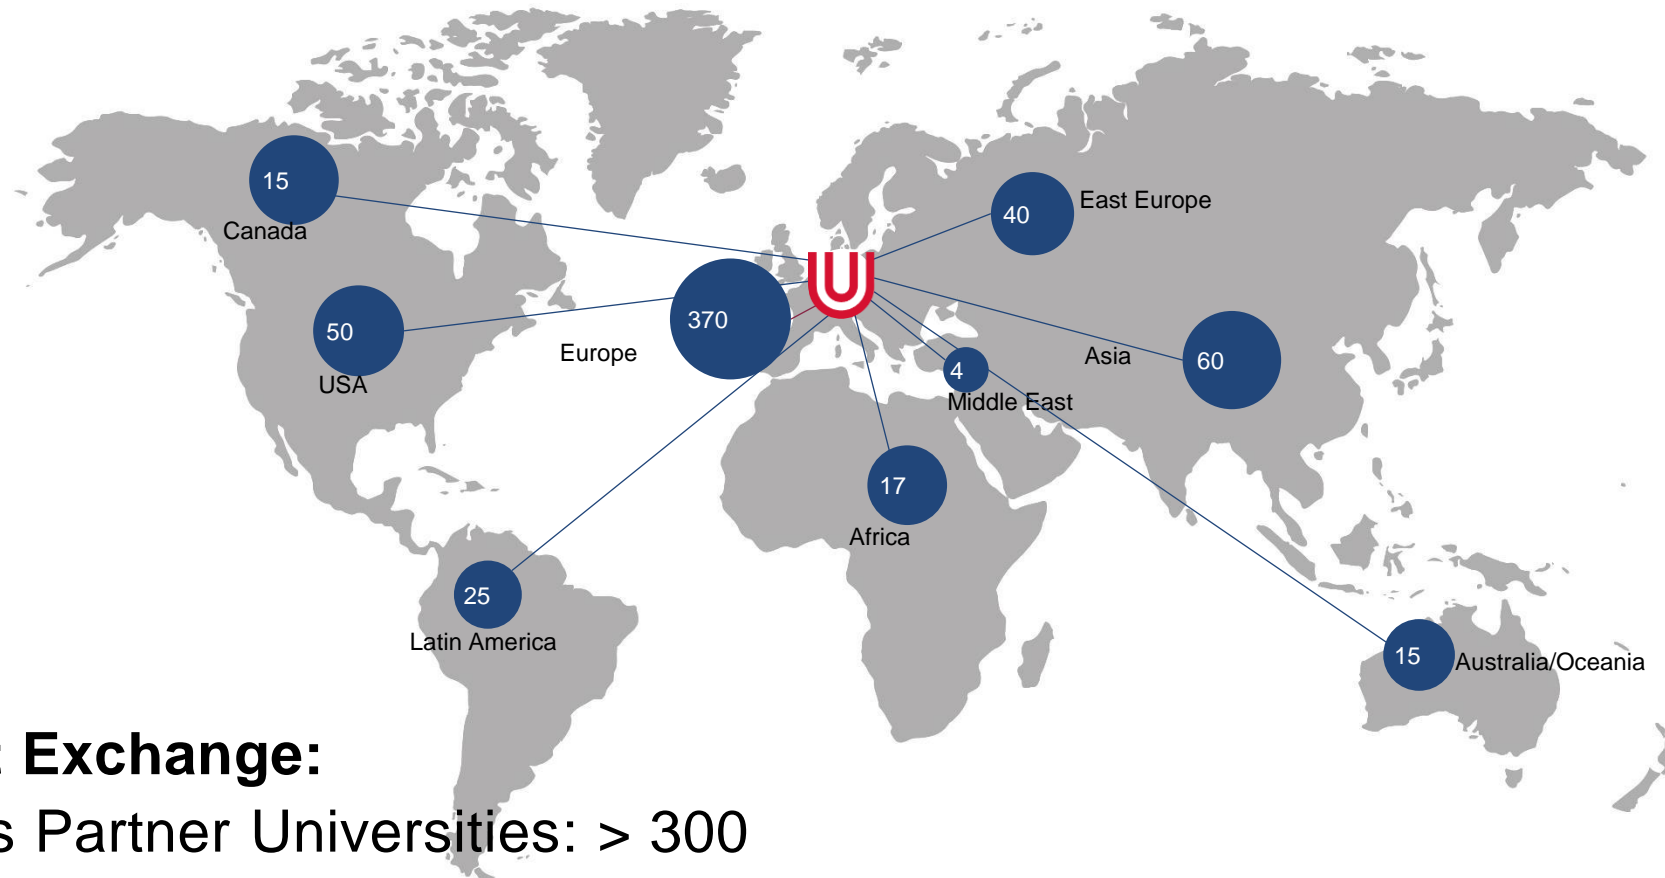 15
Canada
40
East Europe
370
Europe
50
USA
Asia
60
4
Middle East
17
Africa
25
Latin America
15
Australia/Oceania
Exchange:
Partner Universities: > 300